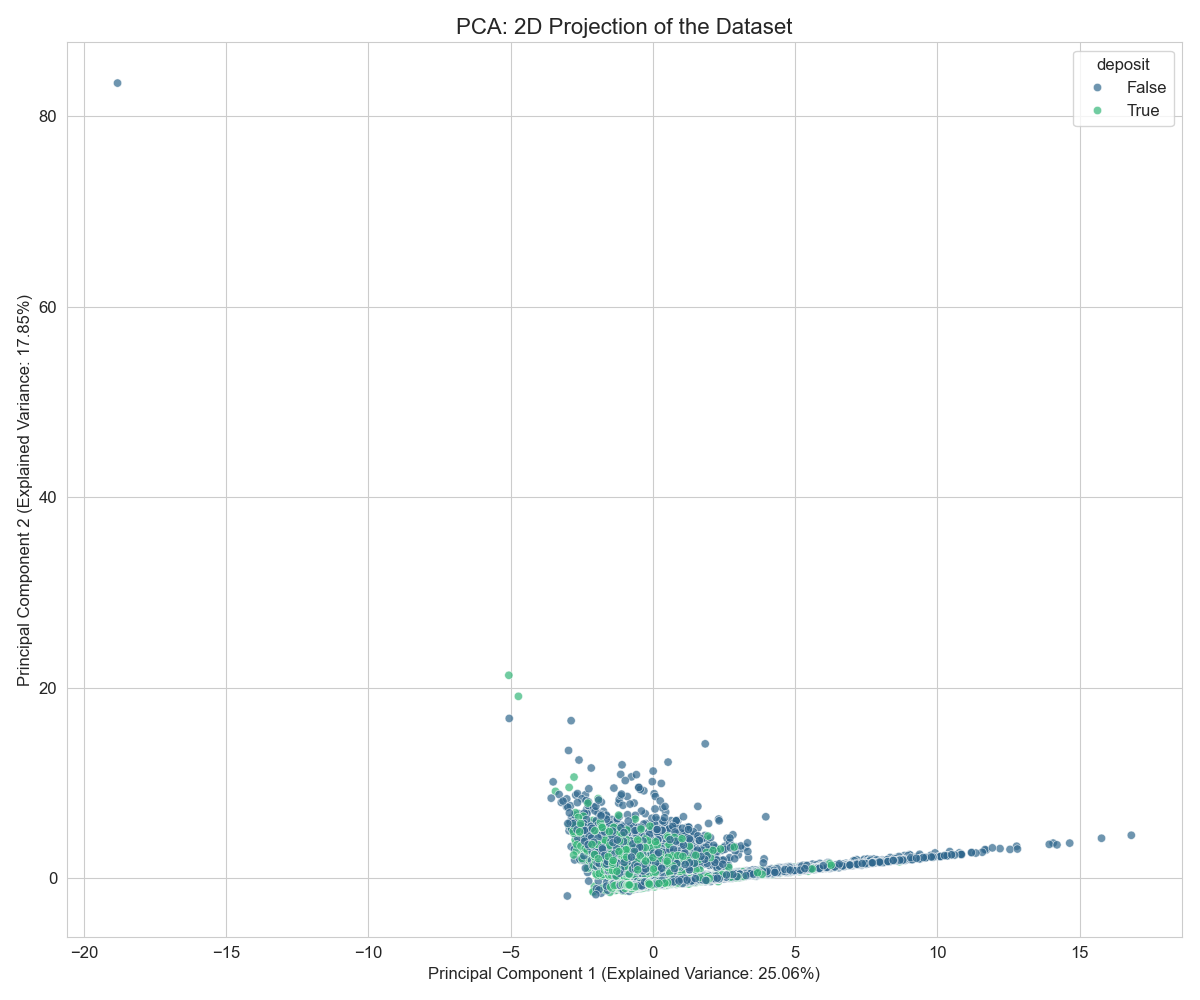 PCA: 2D Projection of the Dataset
deposit
False
True
80
60
40
20
0
Principal Component 2 (Explained Variance: 17.85%)
−20 −15 −10 −5 0 5 10 15
Principal Component 1 (Explained Variance: 25.06%)